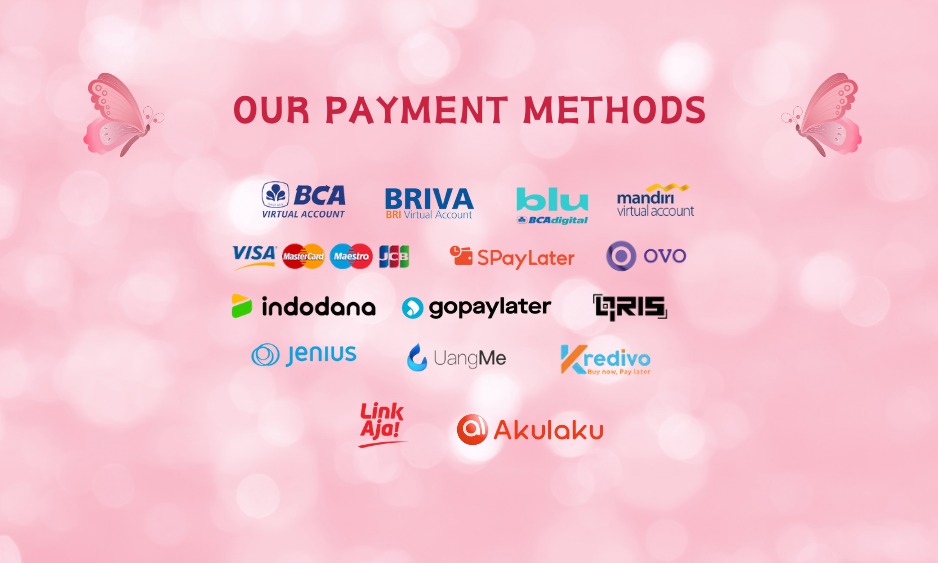 OUR PAYMENT METHODS
BCA
VIRTUAL ACCOUNT
BRIVA
BRI Virtual Account
blu
BCAdigital
mandiri
virtual account
VISA
MasterCard
Maestro
JCB
SPayLater
OVO
indodana
gopaylater
QRIS
jenius
UangMe
Kredivo
Buy now, Pay later
Link
Aja!
Akulaku